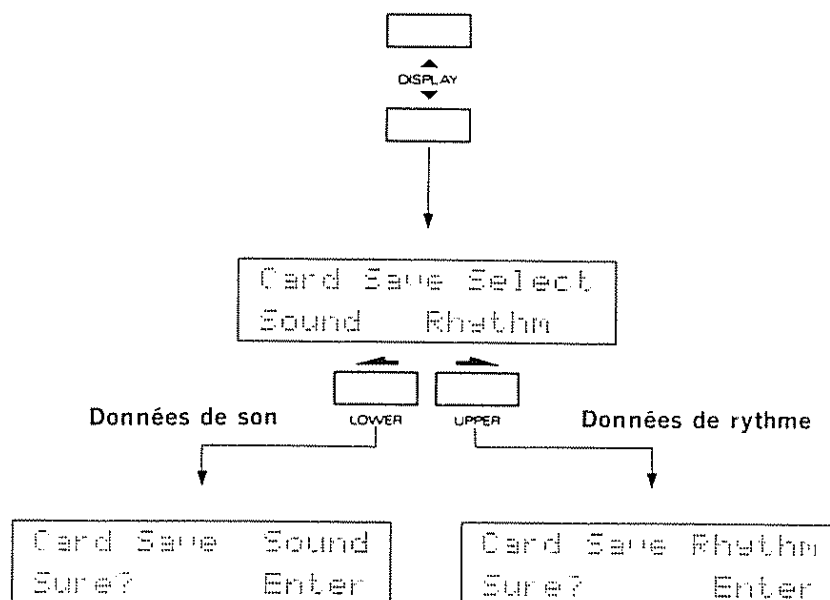 DISPLAY
Card Save Select
Sound Rhythm
Données de son
LOWER
UPPER
Données de rythme
Card Save Sound
Sure? Enter
Card Save Rhythm
Sure? Enter